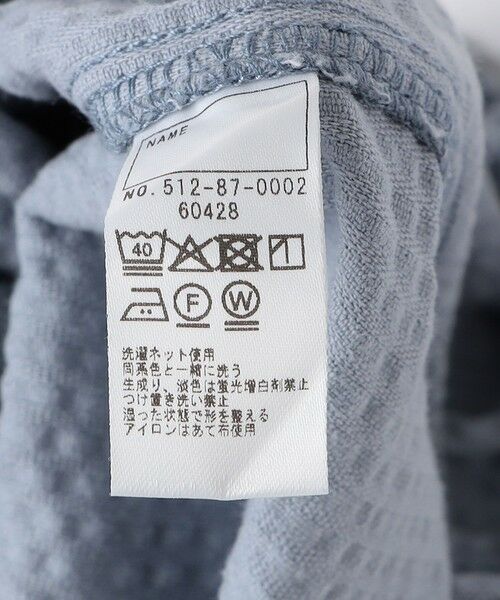 NAME
NO. 512-87-0002
60428
40
F W
洗濯ネット使用
同系色と一緒に洗う
生成り、淡色は蛍光増白剤禁止
つけ置き洗い禁止
湿った状態で形を整える
アイロンはあて布使用